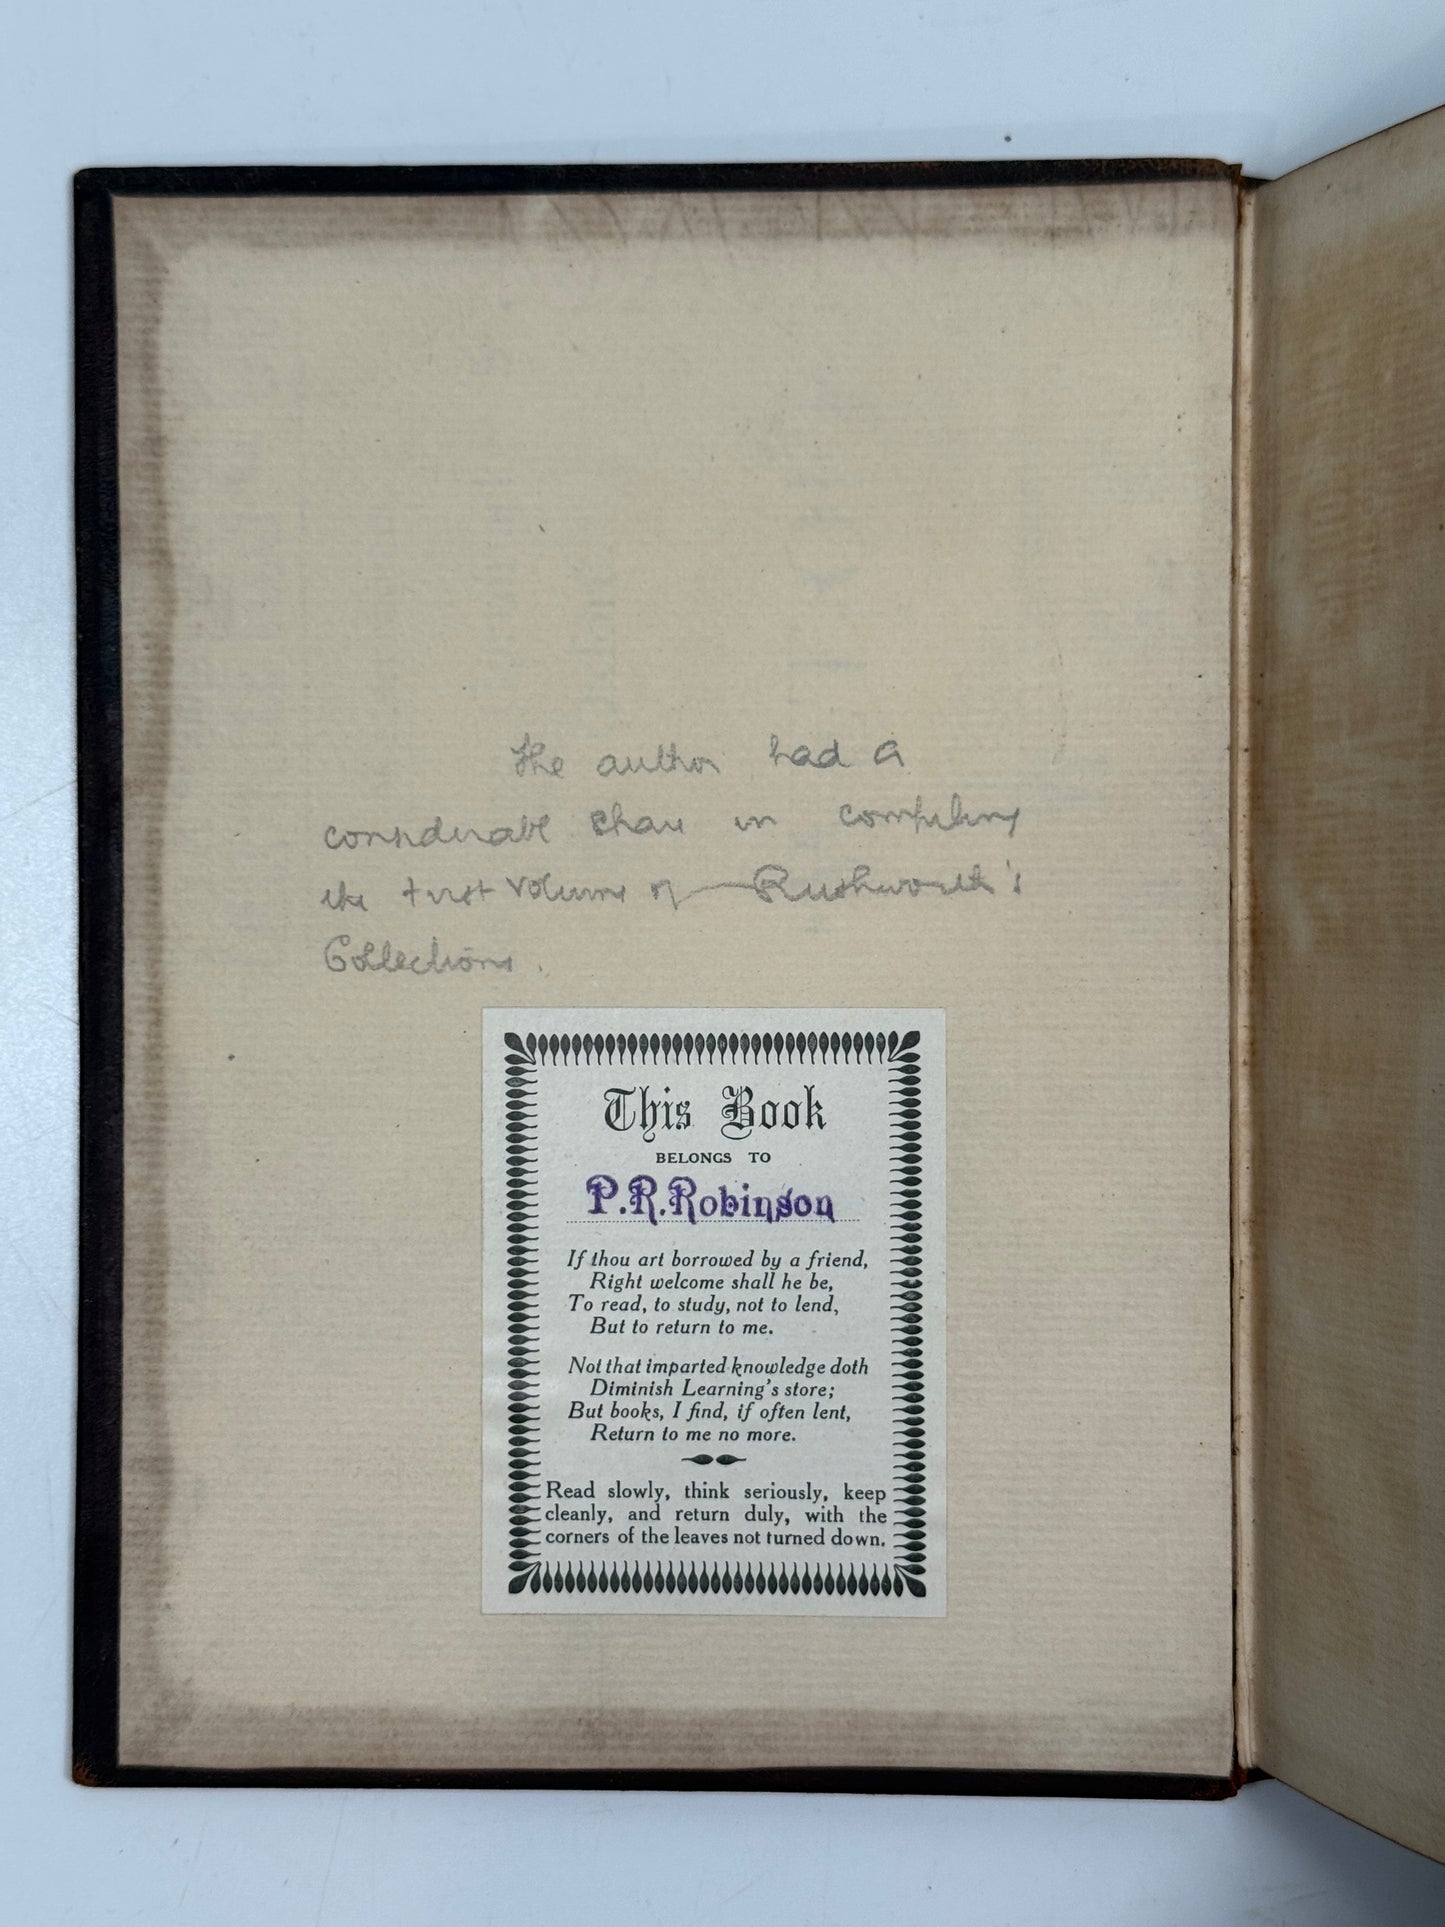 The author had a
considerable share in compiling
the first volume of Rushworth's
Collections.
This Book
BELONGS TO
P.R.Robinson
If thou art borrowed by a friend,
Right welcome shall he be,
To read, to study, not to lend,
But to return to me.
Not that imparted knowledge doth
Diminish Learning's store;
But books, I find, if often lent,
Return to me no more.
Read slowly, think seriously, keep
cleanly, and return duly, with the
corners of the leaves not turned down.